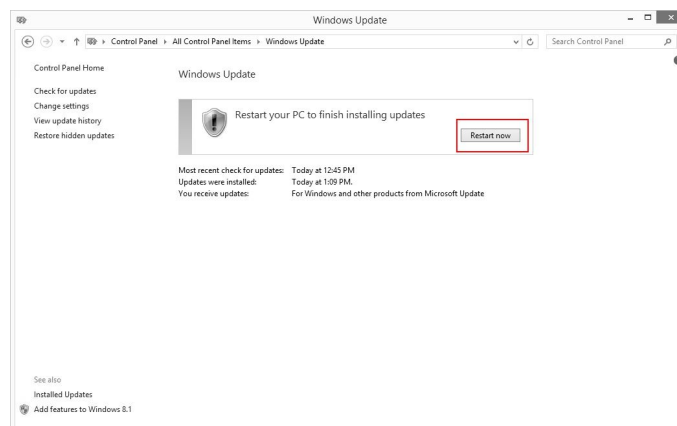 Windows Update
Control Panel ▸ All Control Panel Items ▸ Windows Update
Search Control Panel
Control Panel Home
Check for updates
Change settings
View update history
Restore hidden updates
Windows Update
Restart your PC to finish installing updates
Restart now
Most recent check for updates: Today at 12:45 PM
Updates were installed: Today at 1:09 PM.
You receive updates: For Windows and other products from Microsoft Update
See also
Installed Updates
Add features to Windows 8.1